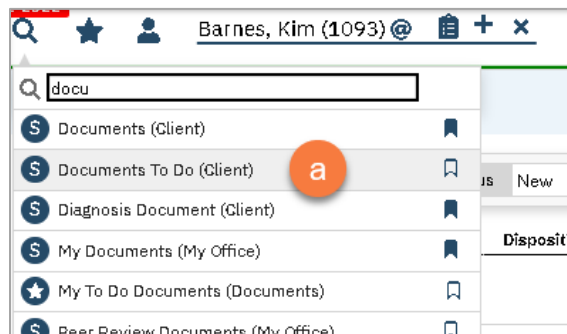 Barnes, Kim (1093) @
docu
S Documents (Client)
S Documents To Do (Client) a
us New
S Diagnosis Document (Client)
S My Documents (My Office)
Disposit
My To Do Documents (Documents)
S Peer Review Documents (My Office)